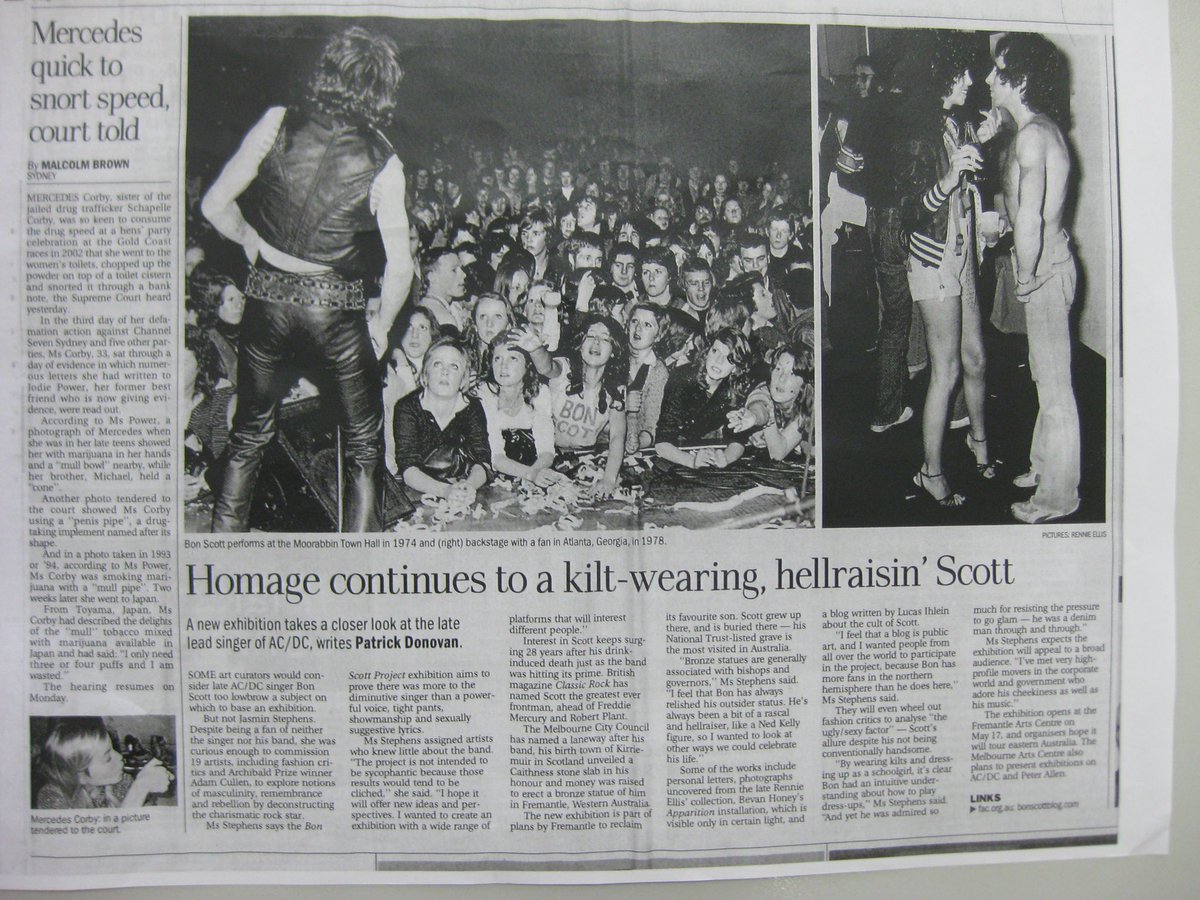 Mercedes
quick to
snort speed,
court told
By MALCOLM BROWN
SYDNEY
MERCEDES Corby, sister of the
jailed drug trafficker Schapelle
Corby, was so keen to consume
the drug speed at a hens' party
celebration at the Gold Coast
races in 2002 that she went to the
women's toilets, chopped up the
powder on top of a toilet cistern
and snorted it through a bank
note, the Supreme Court heard
yesterday.
In the third day of her defa-
mation action against Channel
Seven Sydney and five other par-
ties, Ms Corby, 33, sat through a
day of evidence in which numer-
ous letters she had written to
Jodie Power, her former best
friend who is now giving evi-
dence, were read out.
According to Ms Power, a
photograph of Mercedes when
she was in her late teens showed
her with marijuana in her hands
and a "mull bowl" nearby, while
her brother, Michael, held a
"cone".
Another photo tendered to
the court showed Ms Corby
using a "penis pipe", a drug-
taking implement named after its
shape.
And in a photo taken in 1993
or '94, according to Ms Power,
Ms Corby was smoking mari-
juana with a "mull pipe". Two
weeks later she went to Japan.
From Toyama, Japan, Ms
Corby had described the delights
of the "mull" tobacco mixed
with marijuana available in
Japan and had said: "I only need
three or four puffs and I am
wasted."
The hearing resumes on
Monday.
Mercedes Corby: in a picture
tendered to the court.
BON
SCOT
Bon Scott performs at the Moorabbin Town Hall in 1974 and (right) backstage with a fan in Atlanta, Georgia, in 1978.
PICTURES: RENNIE ELLIS
Homage continues to a kilt-wearing, hellraisin' Scott
A new exhibition takes a closer look at the late
lead singer of AC/DC, writes Patrick Donovan.
SOME art curators would con-
sider late AC/DC singer Bon
Scott too lowbrow a subject on
which to base an exhibition.
But not Jasmin Stephens.
Despite being a fan of neither
the singer nor his band, she was
curious enough to commission
19 artists, including fashion cri-
tics and Archibald Prize winner
Adam Cullen, to explore notions
of masculinity, remembrance
and rebellion by deconstructing
the charismatic rock star.
Ms Stephens says the Bon
Scott Project exhibition aims to
prove there was more to the
diminutive singer than a power-
ful voice, tight pants,
showmanship and sexually
suggestive lyrics.
Ms Stephens assigned artists
who knew little about the band.
"The project is not intended to
be sycophantic because those
results would tend to be
cliched," she said. "I hope it
will offer new ideas and per-
spectives. I wanted to create an
exhibition with a wide range of
platforms that will interest
different people."
Interest in Scott keeps surg-
ing 28 years after his drink-
induced death just as the band
was hitting its prime. British
magazine Classic Rock has
named Scott the greatest ever
frontman, ahead of Freddie
Mercury and Robert Plant.
The Melbourne City Council
has named a laneway after his
band, his birth town of Kirrie-
muir in Scotland unveiled a
Caithness stone slab in his
honour and money was raised
to erect a bronze statue of him
in Fremantle, Western Australia.
The new exhibition is part of
plans by Fremantle to reclaim
its favourite son. Scott grew up
there, and is buried there — his
National Trust-listed grave is
the most visited in Australia.
"Bronze statues are generally
associated with bishops and
governors," Ms Stephens said.
"I feel that Bon has always
relished his outsider status. He's
always been a bit of a rascal
and hellraiser, like a Ned Kelly
figure, so I wanted to look at
other ways we could celebrate
his life."
Some of the works include
personal letters, photographs
uncovered from the late Rennie
Ellis' collection, Bevan Honey's
Apparition installation, which is
visible only in certain light, and
a blog written by Lucas Ihlein
about the cult of Scott.
"I feel that a blog is public
art, and I wanted people from
all over the world to participate
in the project, because Bon has
more fans in the northern
hemisphere than he does here,"
Ms Stephens said.
They will even wheel out
fashion critics to analyse "the
ugly/sexy factor" — Scott's
allure despite his not being
conventionally handsome.
"By wearing kilts and dress-
ing up as a schoolgirl, it's clear
Bon had an intuitive under-
standing about how to play
dress-ups," Ms Stephens said.
"And yet he was admired so
much for resisting the pressure
to go glam — he was a denim
man through and through."
Ms Stephens expects the
exhibition will appeal to a broad
audience. "I've met very high-
profile movers in the corporate
world and government who
adore his cheekiness as well as
his music."
The exhibition opens at the
Fremantle Arts Centre on
May 17, and organisers hope it
will tour eastern Australia. The
Melbourne Arts Centre also
plans to present exhibitions on
AC/DC and Peter Allen.
LINKS
▶ fac.org.au; bonscottblog.com